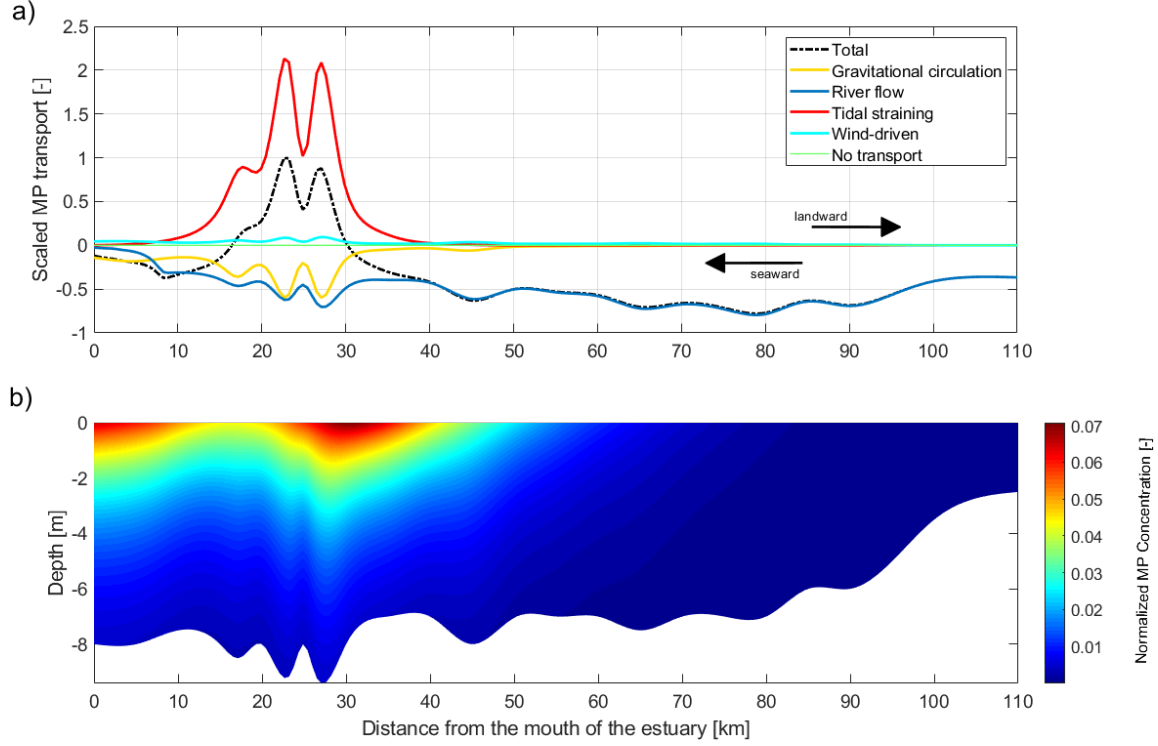 a)
2.5
2
1.5
1
0.5
0
-0.5
-1
Scaled MP transport [-]
Total
Gravitational circulation
River flow
Tidal straining
Wind-driven
No transport
landward
seaward
0 10 20 30 40 50 60 70 80 90 100 110
b)
0
-2
-4
-6
-8
Depth [m]
0 10 20 30 40 50 60 70 80 90 100 110
Distance from the mouth of the estuary [km]
0.07
0.06
0.05
0.04
0.03
0.02
0.01
Normalized MP Concentration [-]